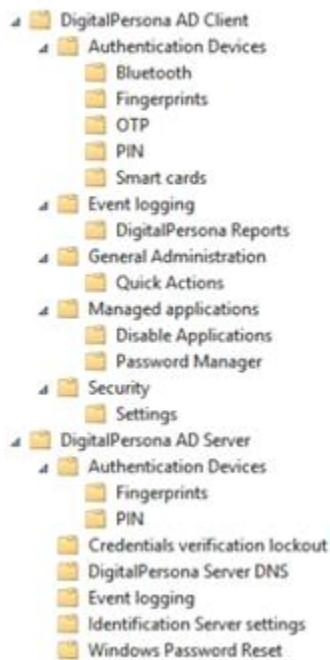 DigitalPersona AD Client
Authentication Devices
Bluetooth
Fingerprints
OTP
PIN
Smart cards
Event logging
DigitalPersona Reports
General Administration
Quick Actions
Managed applications
Disable Applications
Password Manager
Security
Settings
DigitalPersona AD Server
Authentication Devices
Fingerprints
PIN
Credentials verification lockout
DigitalPersona Server DNS
Event logging
Identification Server settings
Windows Password Reset